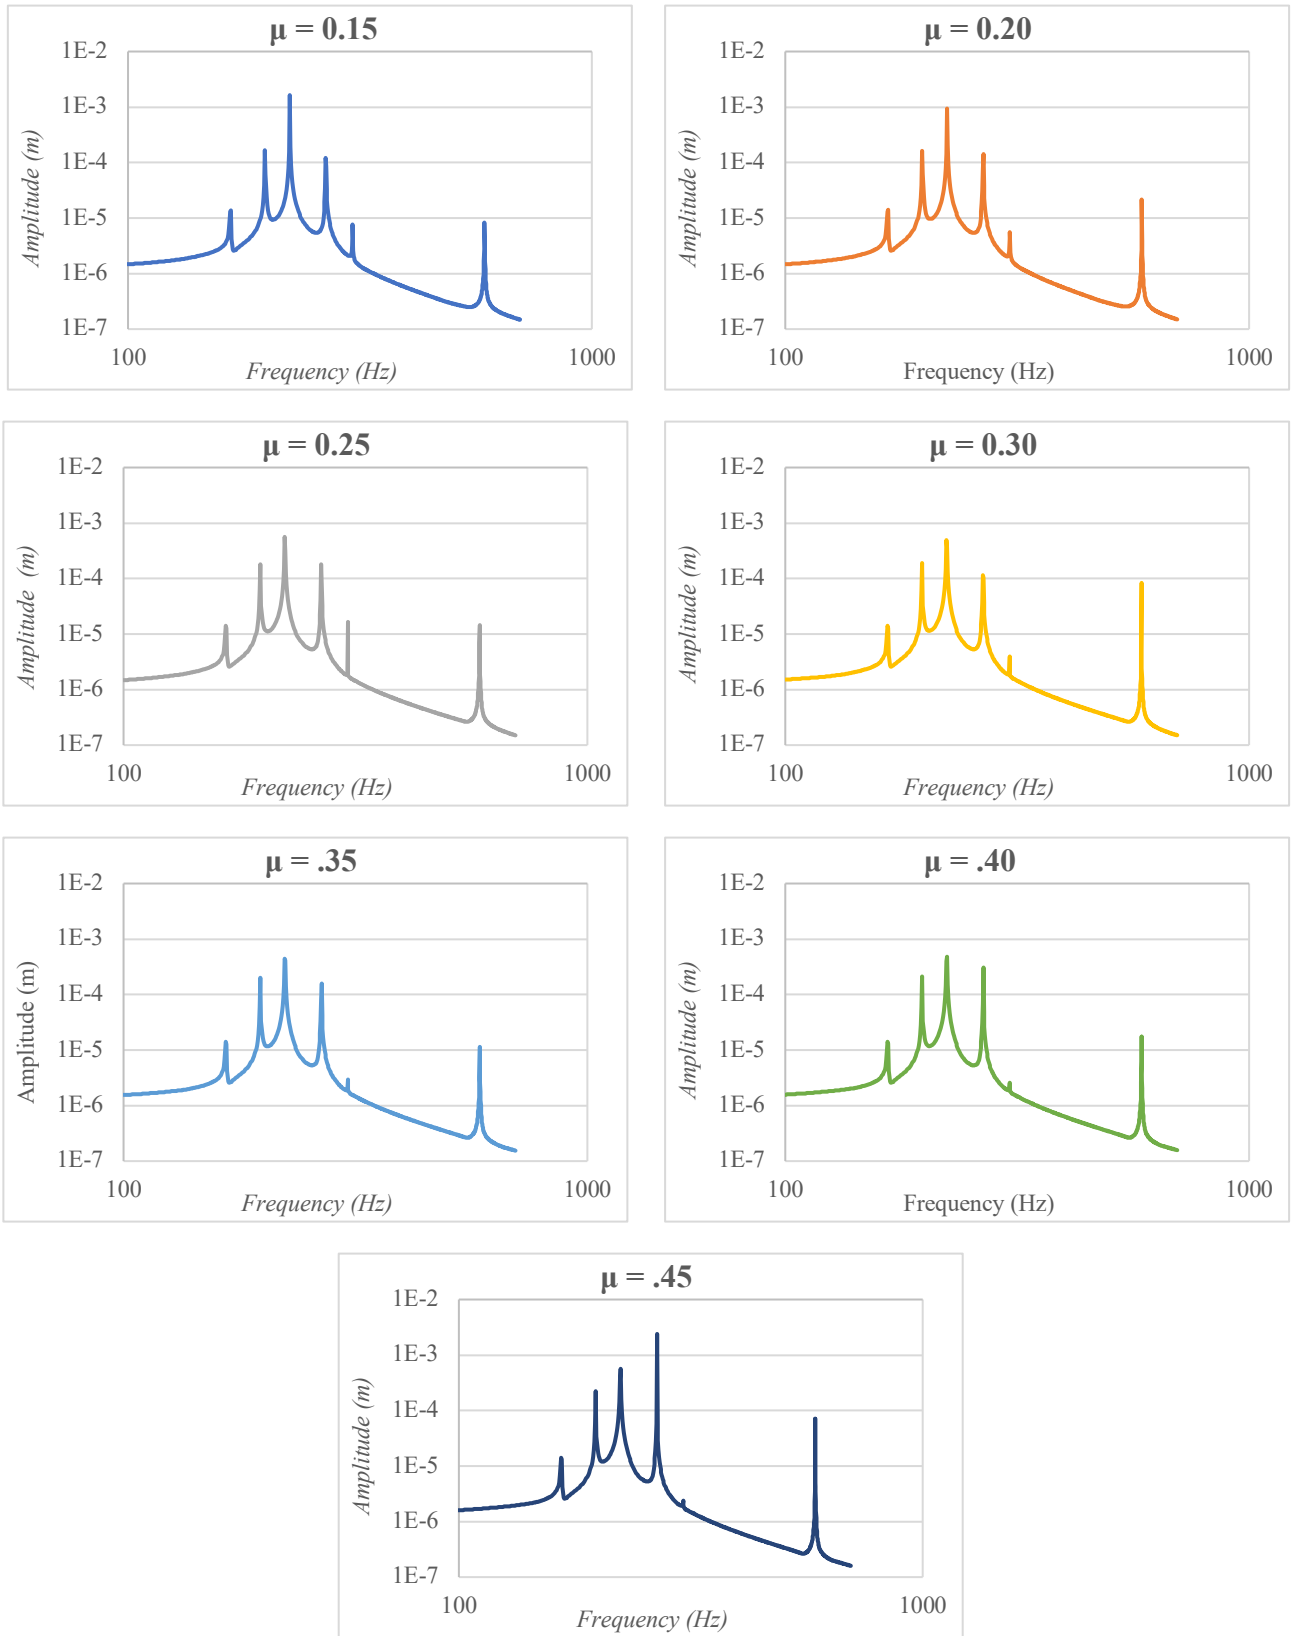 μ = 0.15
1E-2
1E-3
1E-4
1E-5
1E-6
1E-7
Amplitude (m)
100
1000
Frequency (Hz)
μ = 0.20
1E-2
1E-3
1E-4
1E-5
1E-6
1E-7
Amplitude (m)
100
1000
Frequency (Hz)
μ = 0.25
1E-2
1E-3
1E-4
1E-5
1E-6
1E-7
Amplitude (m)
100
1000
Frequency (Hz)
μ = 0.30
1E-2
1E-3
1E-4
1E-5
1E-6
1E-7
Amplitude (m)
100
1000
Frequency (Hz)
μ = .35
1E-2
1E-3
1E-4
1E-5
1E-6
1E-7
Amplitude (m)
100
1000
Frequency (Hz)
μ = .40
1E-2
1E-3
1E-4
1E-5
1E-6
1E-7
Amplitude (m)
100
1000
Frequency (Hz)
μ = .45
1E-2
1E-3
1E-4
1E-5
1E-6
1E-7
Amplitude (m)
100
1000
Frequency (Hz)